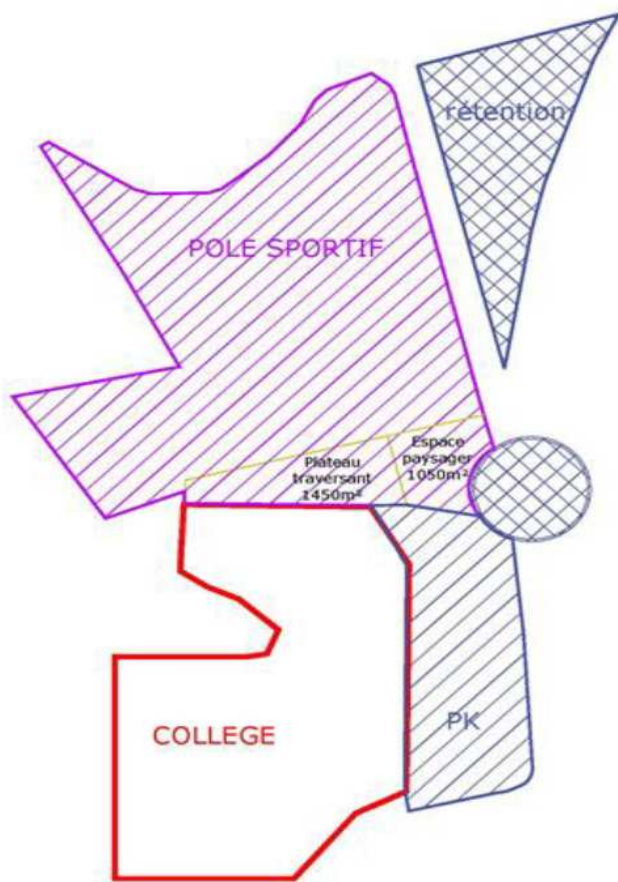 rétention
POLE SPORTIF
Espace
paysager
1050m²
Plateau
traversant
1450m²
PK
COLLEGE